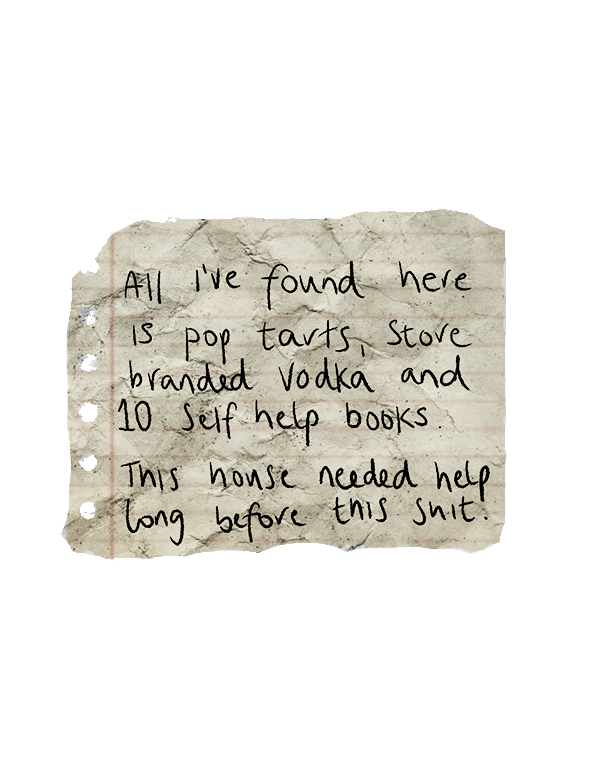 All i've found here
is pop tarts, store
branded vodka and
10 self help books.
This house needed help
long before this shit.